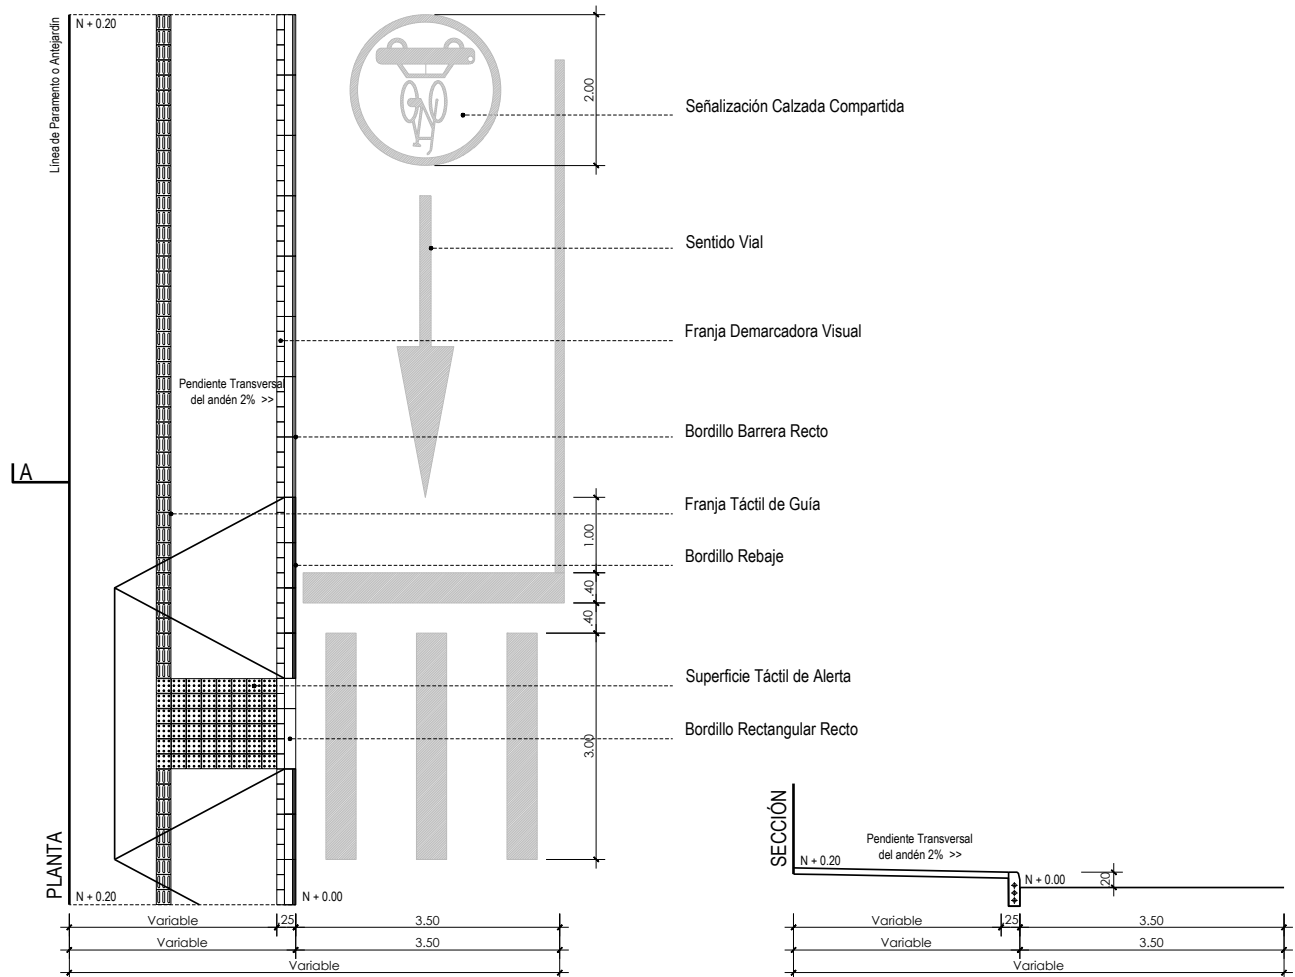 Línea de Paramento o Antejardín
N + 0.20
2.00
Señalización Calzada Compartida
Sentido Vial
Franja Demarcadora Visual
Pendiente Transversal
del andén 2% >>
Bordillo Barrera Recto
A
Franja Táctil de Guía
1.00
Bordillo Rebaje
.40
.40
Superficie Táctil de Alerta
Bordillo Rectangular Recto
3.00
PLANTA
N + 0.20
N + 0.00
Variable
.25
3.50
Variable
3.50
Variable
SECCIÓN
Pendiente Transversal
del andén 2% >>
N + 0.20
N + 0.00
.20
Variable
.25
3.50
Variable
3.50
Variable